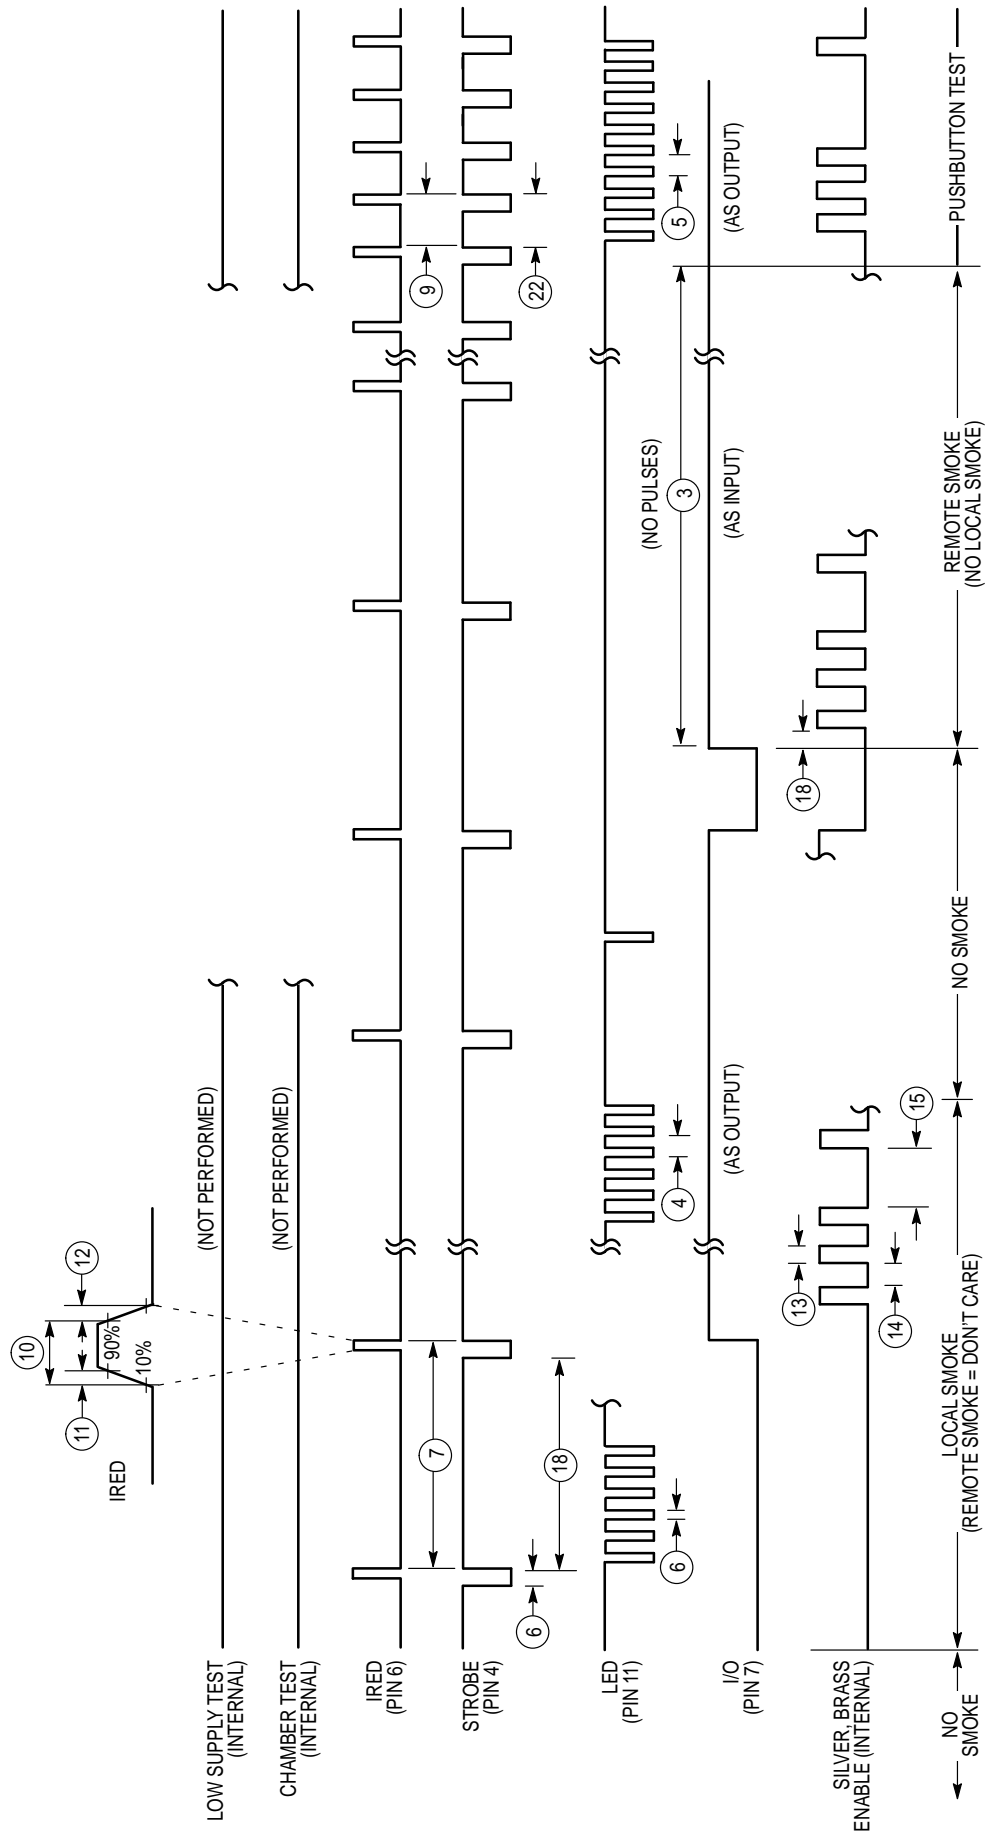 10
11
12
90%
10%
IRED
LOW SUPPLY TEST
(INTERNAL)
(NOT PERFORMED)
CHAMBER TEST
(INTERNAL)
(NOT PERFORMED)
IRED
(PIN 6)
7
9
STROBE
(PIN 4)
6
18
22
LED
(PIN 11)
6
4
(NO PULSES)
5
3
I/O
(PIN 7)
(AS OUTPUT)
(AS INPUT)
(AS OUTPUT)
18
SILVER, BRASS
ENABLE (INTERNAL)
13
14
15
NO
SMOKE
LOCAL SMOKE
(REMOTE SMOKE = DON'T CARE)
NO SMOKE
REMOTE SMOKE
(NO LOCAL SMOKE)
PUSHBUTTON TEST